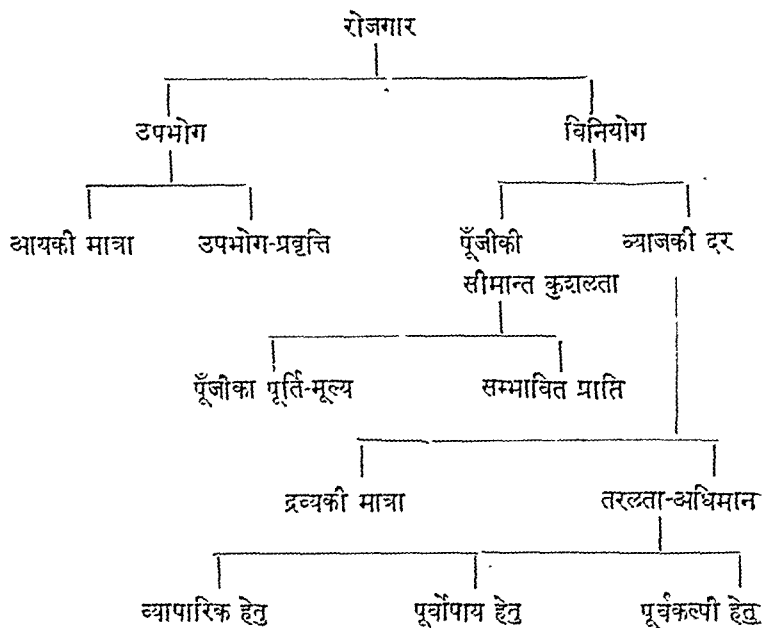 रोजगार
उपभोग विनियोग
आयकी मात्रा उपभोग-प्रवृत्ति पूँजीकी व्याजकी दर
सीमान्त कुशलता
पूँजीका पूर्ति-मूल्य सम्भावित प्राप्ति
द्रव्यकी मात्रा तरलता-अधिमान
व्यापारिक हेतु पूर्वोपाय हेतु पूर्वकल्पी हेतु